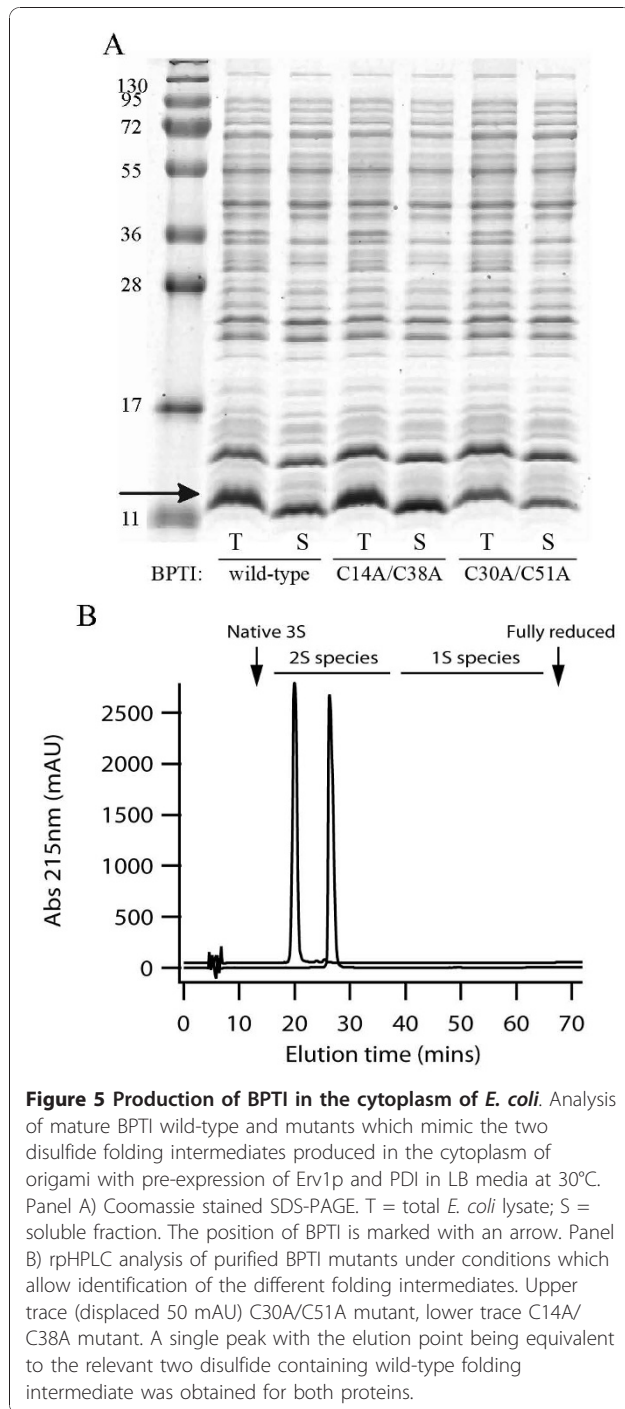 A
130
95
72
55
36
28
17
11
T S T S T S
BPTI: wild-type C14A/C38A C30A/C51A
B
Native 3S Fully reduced
2S species 1S species
2500
2000
1500
1000
500
0
Abs 215nm (mAU)
0 10 20 30 40 50 60 70
Elution time (mins)
Figure 5 Production of BPTI in the cytoplasm of E. coli. Analysis
of mature BPTI wild-type and mutants which mimic the two
disulfide folding intermediates produced in the cytoplasm of
origami with pre-expression of Erv1p and PDI in LB media at 30°C.
Panel A) Coomassie stained SDS-PAGE. T = total E. coli lysate; S =
soluble fraction. The position of BPTI is marked with an arrow. Panel
B) rpHPLC analysis of purified BPTI mutants under conditions which
allow identification of the different folding intermediates. Upper
trace (displaced 50 mAU) C30A/C51A mutant, lower trace C14A/
C38A mutant. A single peak with the elution point being equivalent
to the relevant two disulfide containing wild-type folding
intermediate was obtained for both proteins.